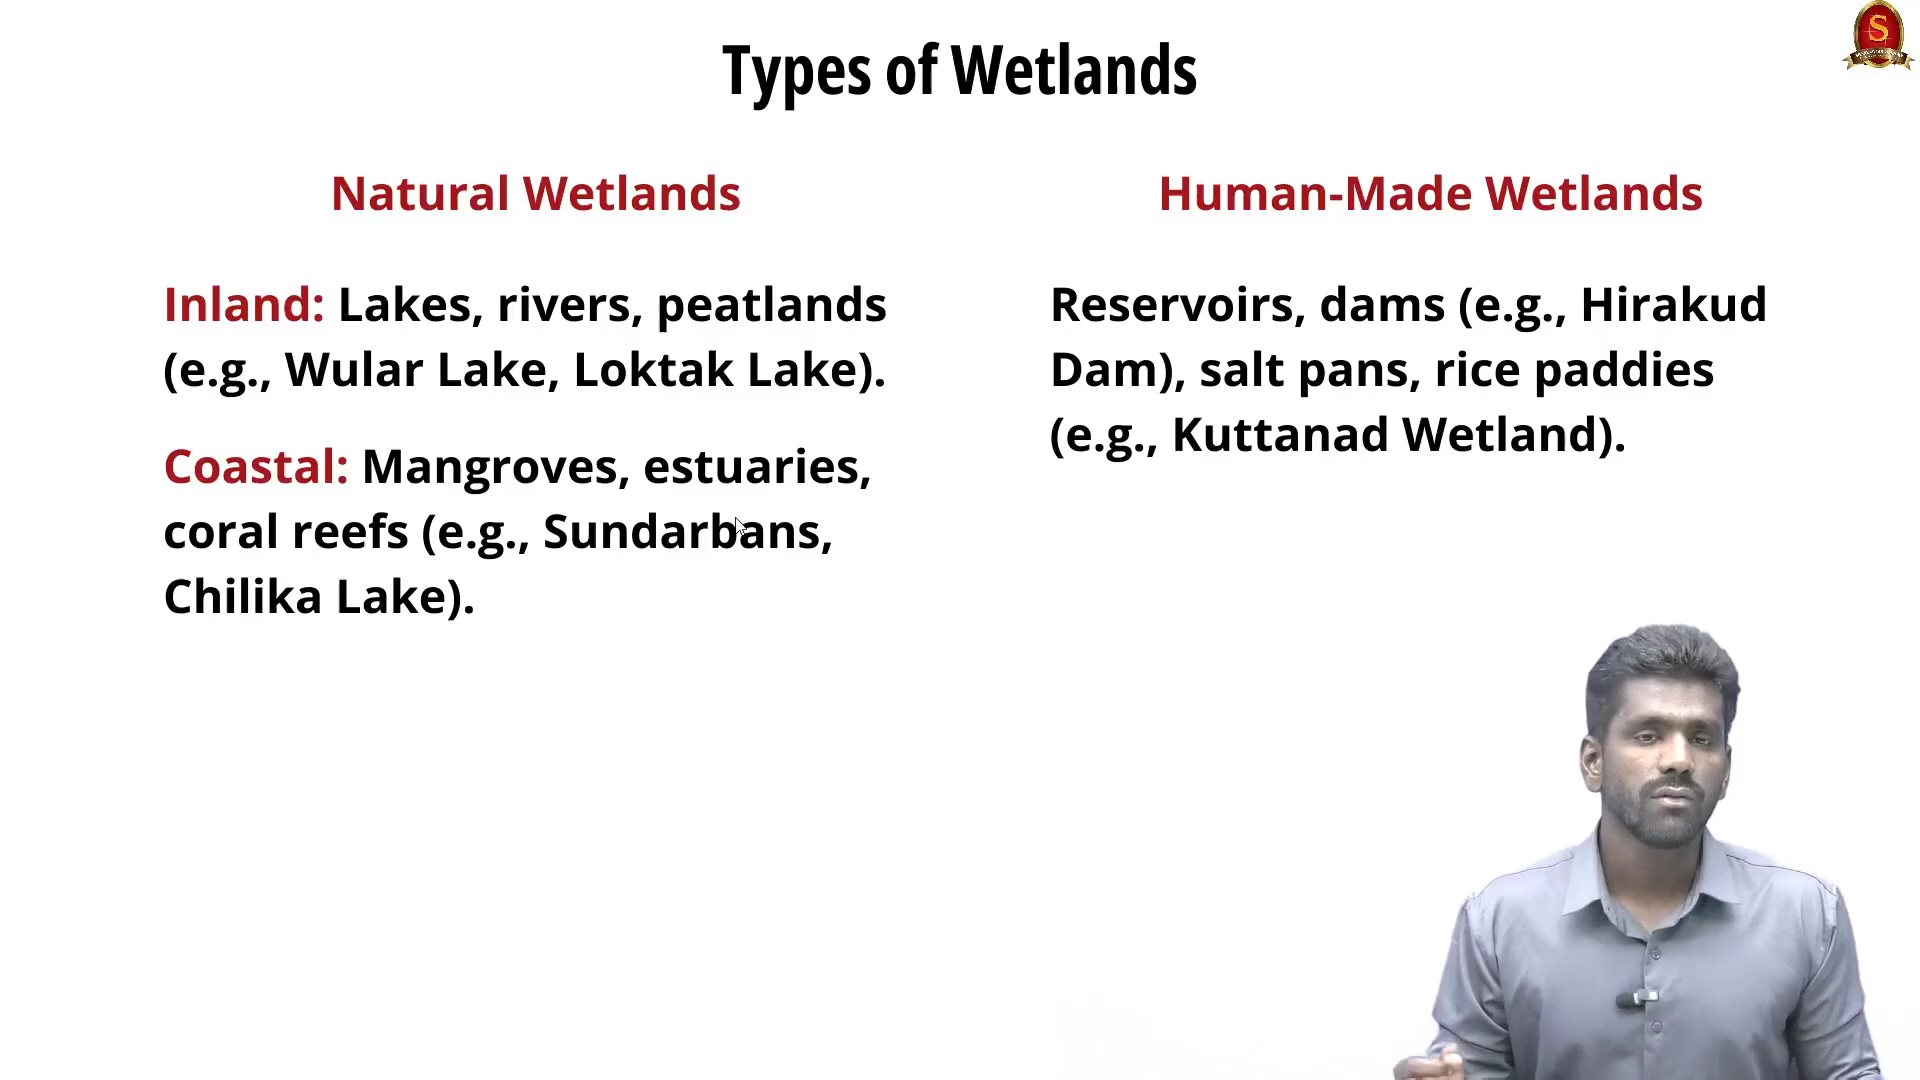 Types of Wetlands
Natural Wetlands
Inland: Lakes, rivers, peatlands
(e.g., Wular Lake, Loktak Lake).
Coastal: Mangroves, estuaries,
coral reefs (e.g., Sundarbans,
Chilika Lake).
Human-Made Wetlands
Reservoirs, dams (e.g., Hirakud
Dam), salt pans, rice paddies
(e.g., Kuttanad Wetland).
S